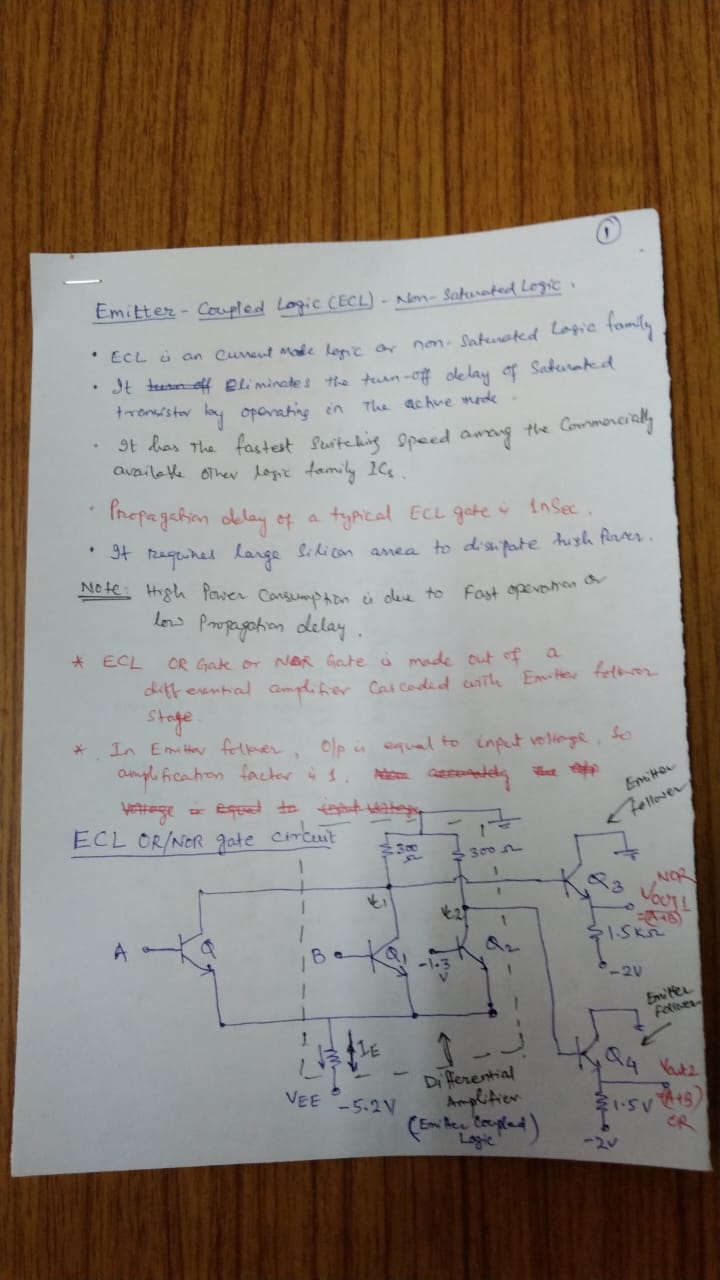 1
Emitter - Coupled Logic (ECL) - Non- Saturated Logic.
• ECL is an Current Mode logic or non- Saturated Logic family
• It turn off Eliminates the turn-off delay of Saturated
transistor by operating in The active mode.
• It has The fastest Switching Speed among the Commercially
available other logic family ICs.
• Propagation delay of a typical ECL gate is 1nSec.
• It requires large Silicon area to dissipate high Power.
Note: High Power Consumption is due to Fast operation or
low Propagation delay.
* ECL OR Gate or NOR Gate is made out of a
differential amplifier Cascaded with Emitter follower
Stage.
* In Emitter follower, O/p is equal to input voltage, So
amplification factor is 1.
Voltage is Equal to input voltage
ECL OR/NOR gate circuit
Emitter
follower
300
Ω
300 Ω
Q3
NOR
VOUT1
=(A+B)
VC1
VC2
1.5KΩ
-2V
A
Q
B
Q1
-1.3
V
Q2
Emitter
Follower
IE
VEE
-5.2V
Differential
Amplifier
(Emitter Coupled
Logic)
Q4
Vout2
=(A+B)
OR
1.5V
-2V